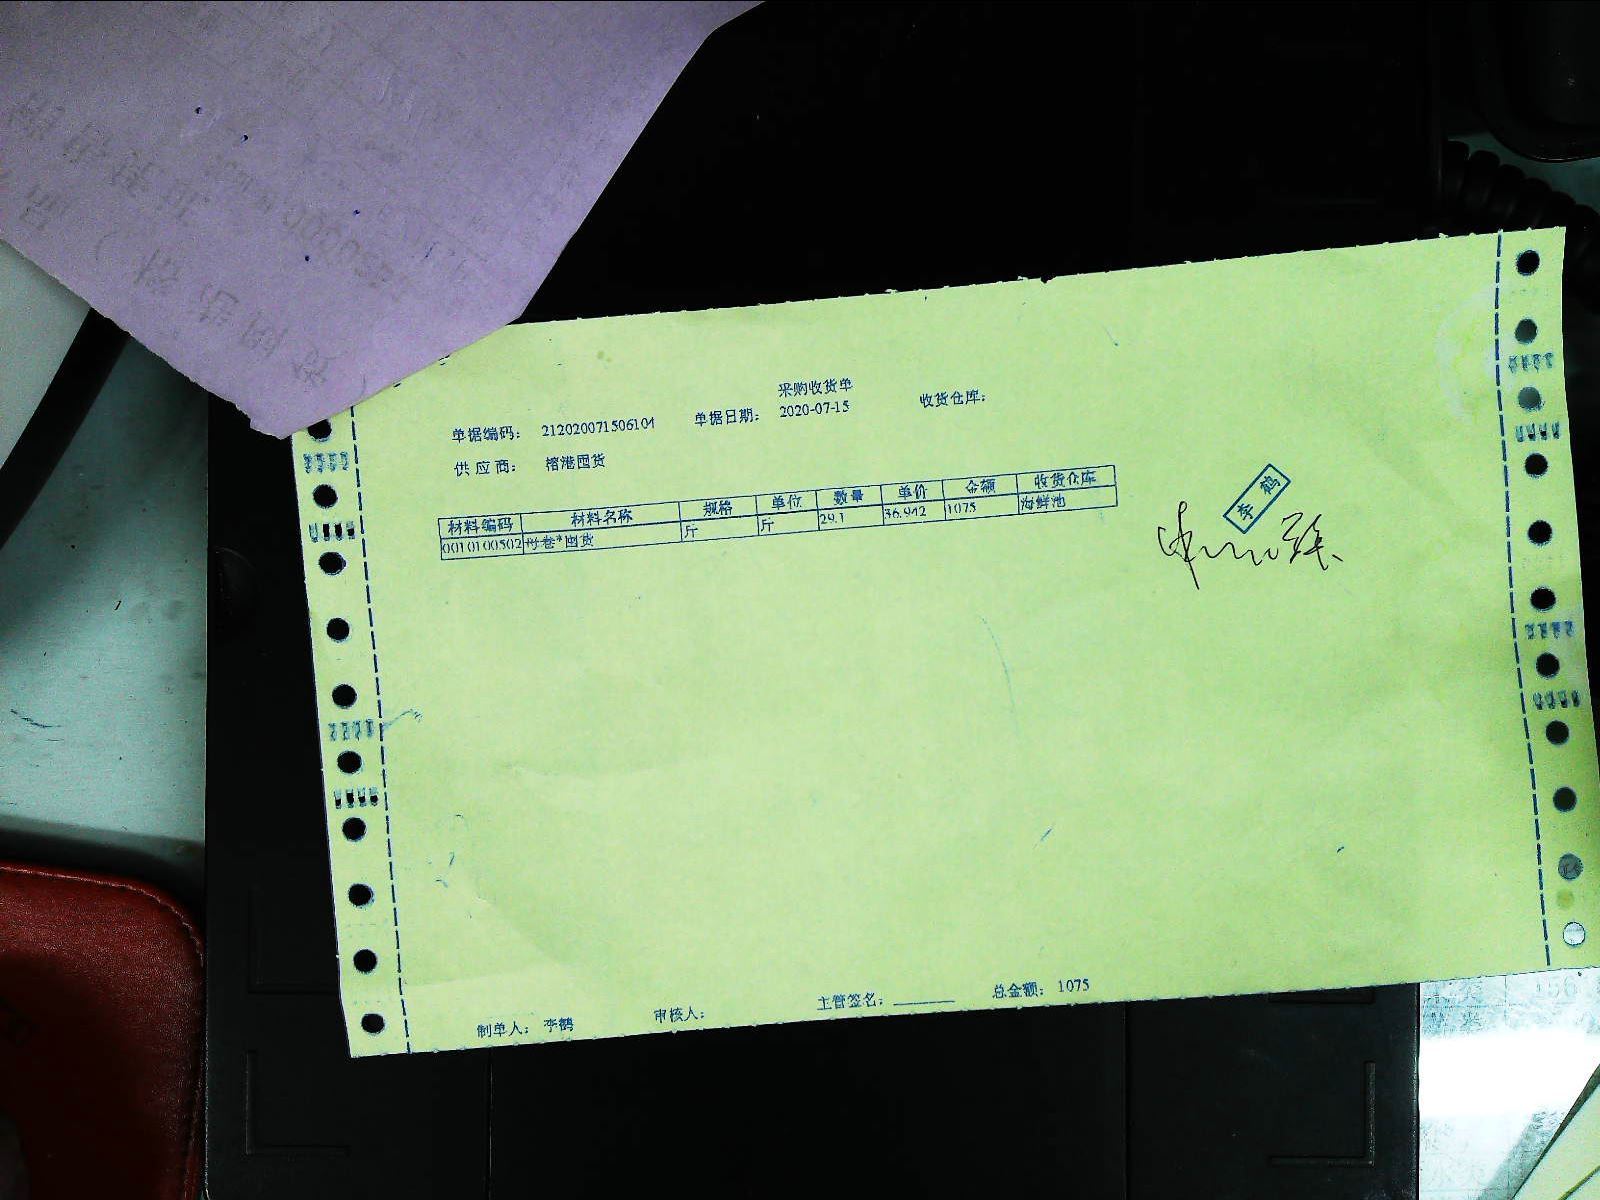 采购收货单
单据编码: 212020071506104 单据日期: 2020-07-15 收货仓库:
供应商: 榕港囤货
材料编码 材料名称 规格 单位 数量 单价 金额 收货仓库
0010100502 囤货 斤 斤 29.1 36.942 1075 海鲜池
李鹤
制单人: 李鹤 审核人: 主管签名: 总金额: 1075